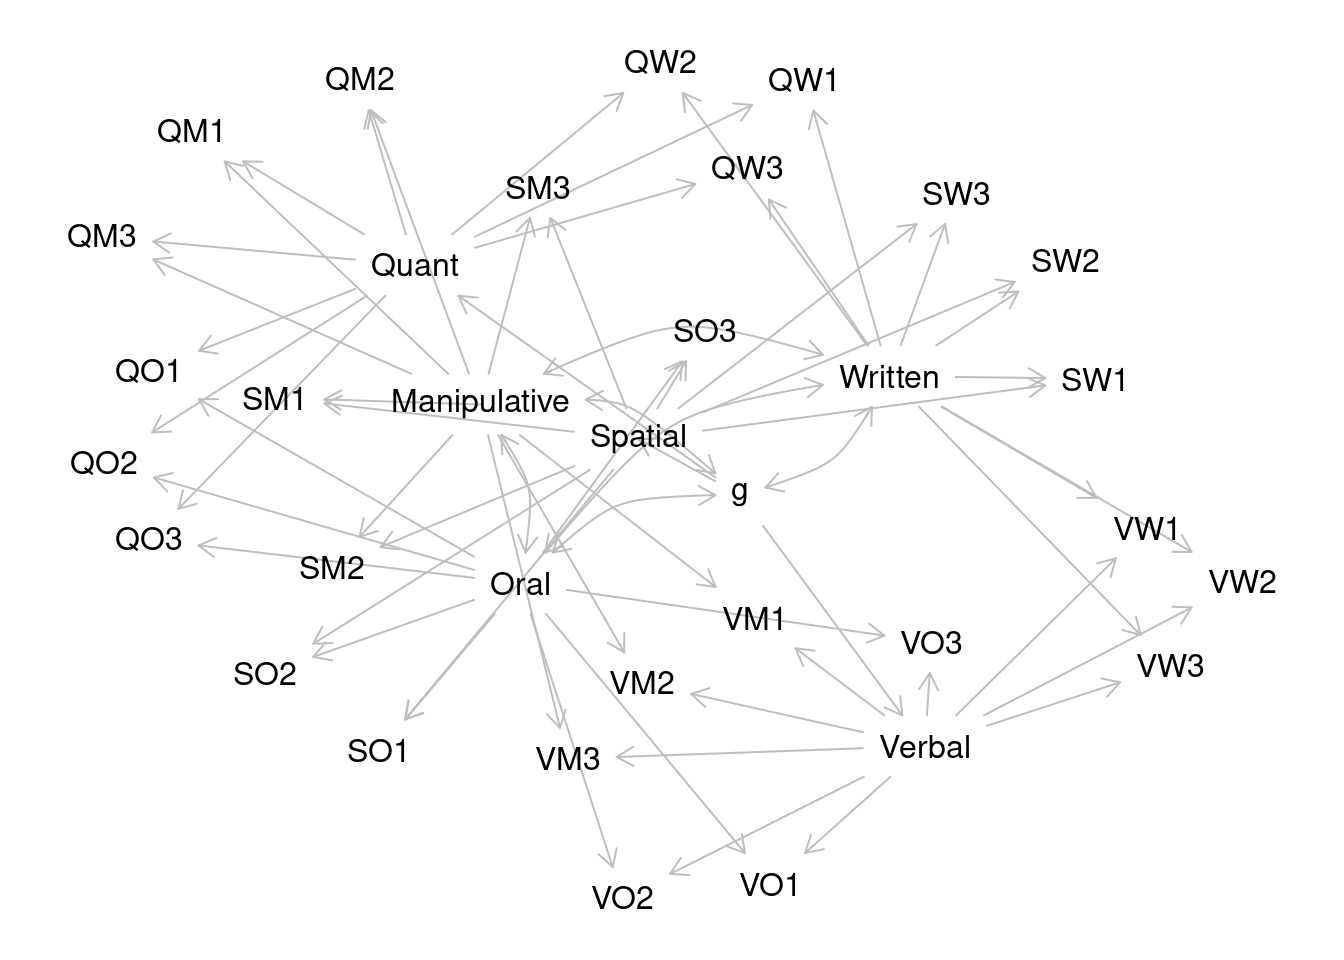 QW2
QM2
QW1
QM1
QW3
SM3
SW3
QM3
SW2
Quant
SO3
QO1
Written
SW1
SM1
Manipulative
Spatial
QO2
g
VW1
QO3
SM2
VW2
Oral
VM1
VO3
VW3
SO2
VM2
Verbal
SO1
VM3
VO1
VO2